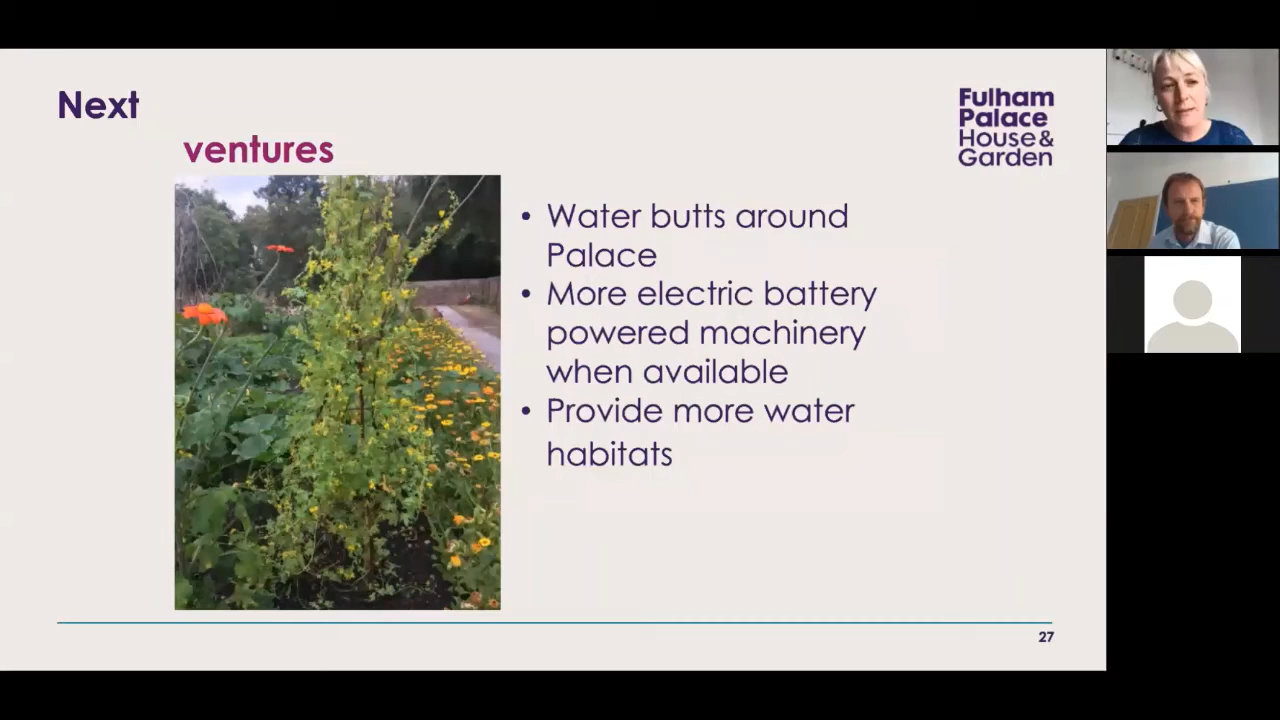 Next
ventures
Fulham
Palace
House &
Garden
• Water butts around
Palace
• More electric battery
powered machinery
when available
• Provide more water
habitats
27